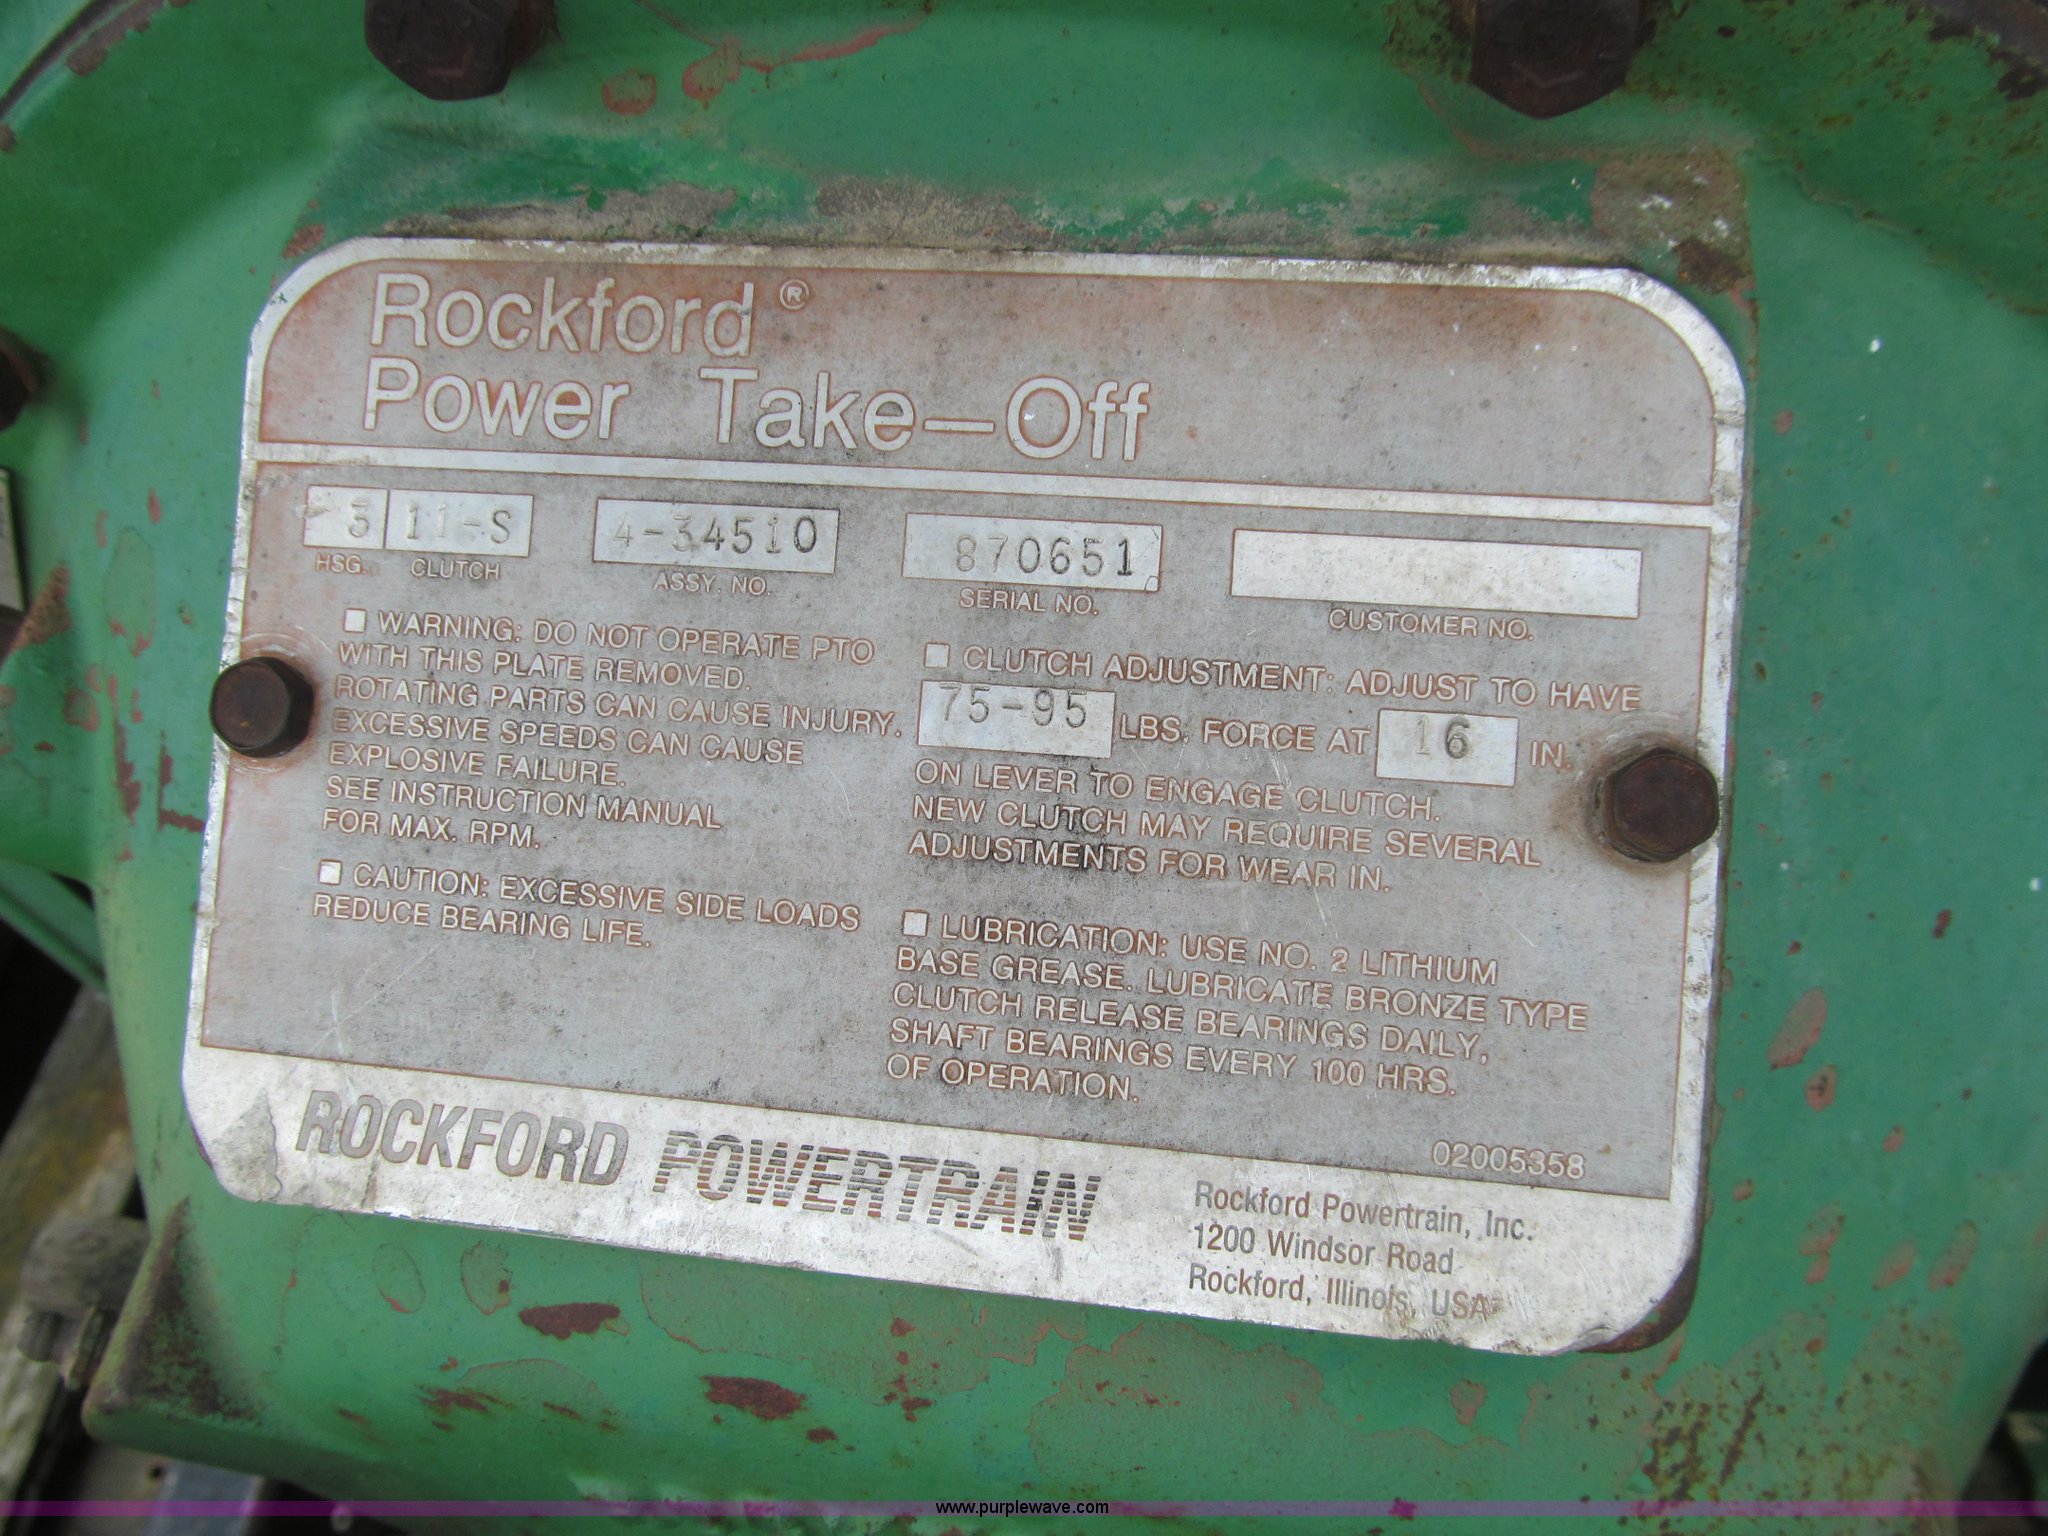 Rockford®
Power Take-Off
3 11-S 4-34510 870651
HSG. CLUTCH ASSY. NO. SERIAL NO. CUSTOMER NO.
WARNING: DO NOT OPERATE PTO
WITH THIS PLATE REMOVED.
ROTATING PARTS CAN CAUSE INJURY.
EXCESSIVE SPEEDS CAN CAUSE
EXPLOSIVE FAILURE.
SEE INSTRUCTION MANUAL
FOR MAX. RPM.
CAUTION: EXCESSIVE SIDE LOADS
REDUCE BEARING LIFE.
CLUTCH ADJUSTMENT: ADJUST TO HAVE
75-95 LBS. FORCE AT 16 IN.
ON LEVER TO ENGAGE CLUTCH.
NEW CLUTCH MAY REQUIRE SEVERAL
ADJUSTMENTS FOR WEAR IN.
LUBRICATION: USE NO. 2 LITHIUM
BASE GREASE. LUBRICATE BRONZE TYPE
CLUTCH RELEASE BEARINGS DAILY,
SHAFT BEARINGS EVERY 100 HRS.
OF OPERATION.
02005358
ROCKFORD POWERTRAIN
Rockford Powertrain, Inc.
1200 Windsor Road
Rockford, Illinois, USA
www.purplewave.com